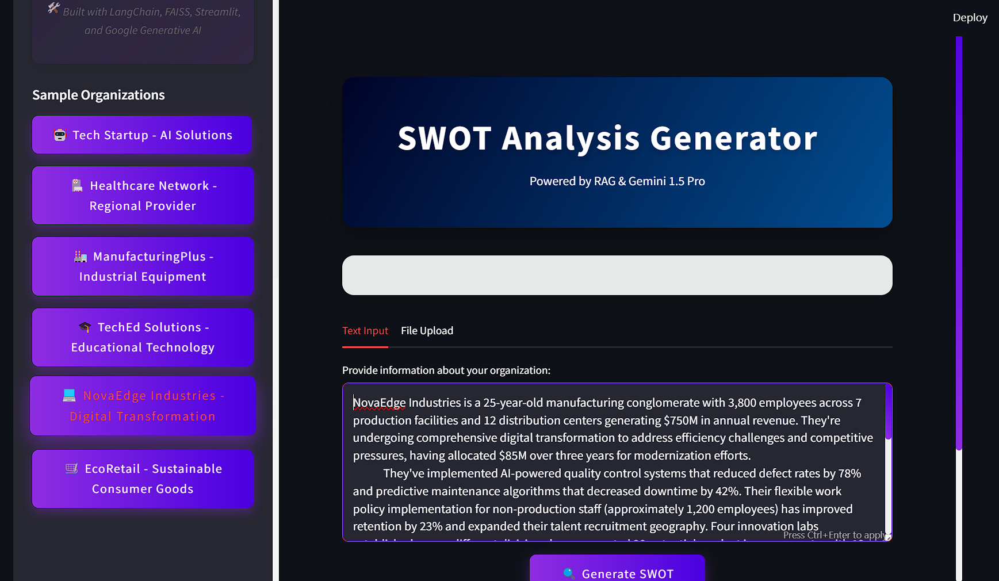 Built with LangChain, FAISS, Streamlit,
and Google Generative AI
Sample Organizations
Tech Startup - AI Solutions
Healthcare Network -
Regional Provider
ManufacturingPlus -
Industrial Equipment
TechEd Solutions -
Educational Technology
NovaEdge Industries -
Digital Transformation
EcoRetail - Sustainable
Consumer Goods
Deploy
SWOT Analysis Generator
Powered by RAG & Gemini 1.5 Pro
Text Input
File Upload
Provide information about your organization:
NovaEdge Industries is a 25-year-old manufacturing conglomerate with 3,800 employees across 7
production facilities and 12 distribution centers generating $750M in annual revenue. They're
undergoing comprehensive digital transformation to address efficiency challenges and competitive
pressures, having allocated $85M over three years for modernization efforts.
They've implemented AI-powered quality control systems that reduced defect rates by 78%
and predictive maintenance algorithms that decreased downtime by 42%. Their flexible work
policy implementation for non-production staff (approximately 1,200 employees) has improved
retention by 23% and expanded their talent recruitment geography. Four innovation labs
Press Ctrl+Enter to apply
Generate SWOT